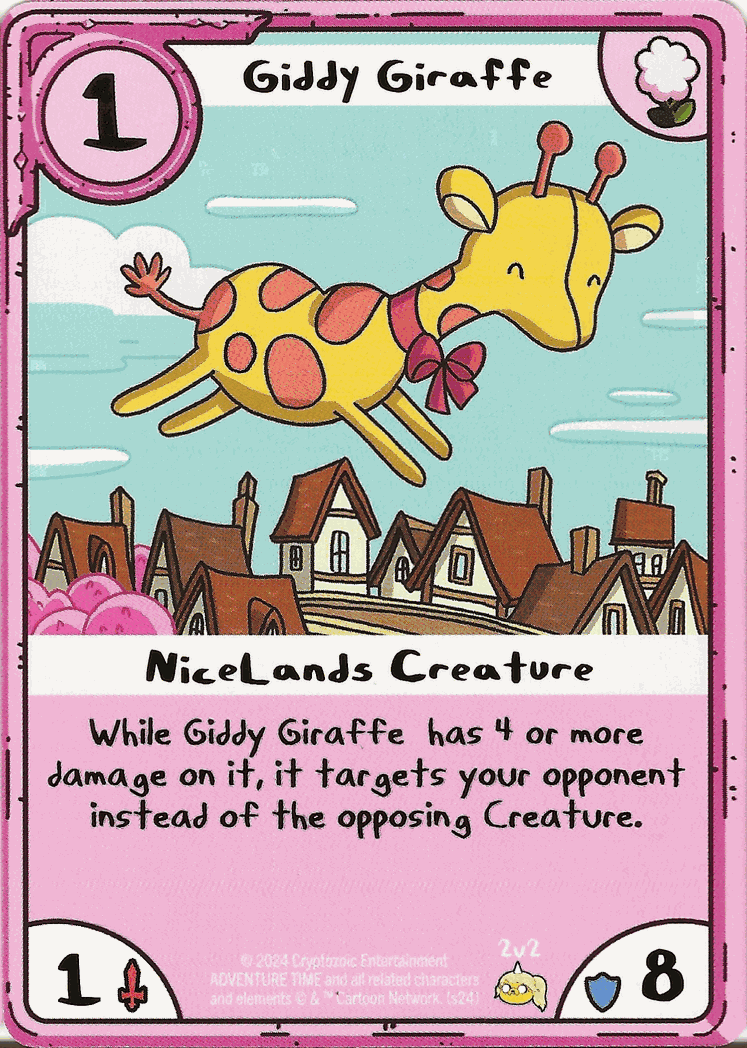 1
Giddy Giraffe
NiceLands Creature
While Giddy Giraffe has 4 or more
damage on it, it targets your opponent
instead of the opposing Creature.
1
8
2v2
© 2024 Cryptozoic Entertainment
ADVENTURE TIME and all related characters
and elements © & ™ Cartoon Network. (s24)